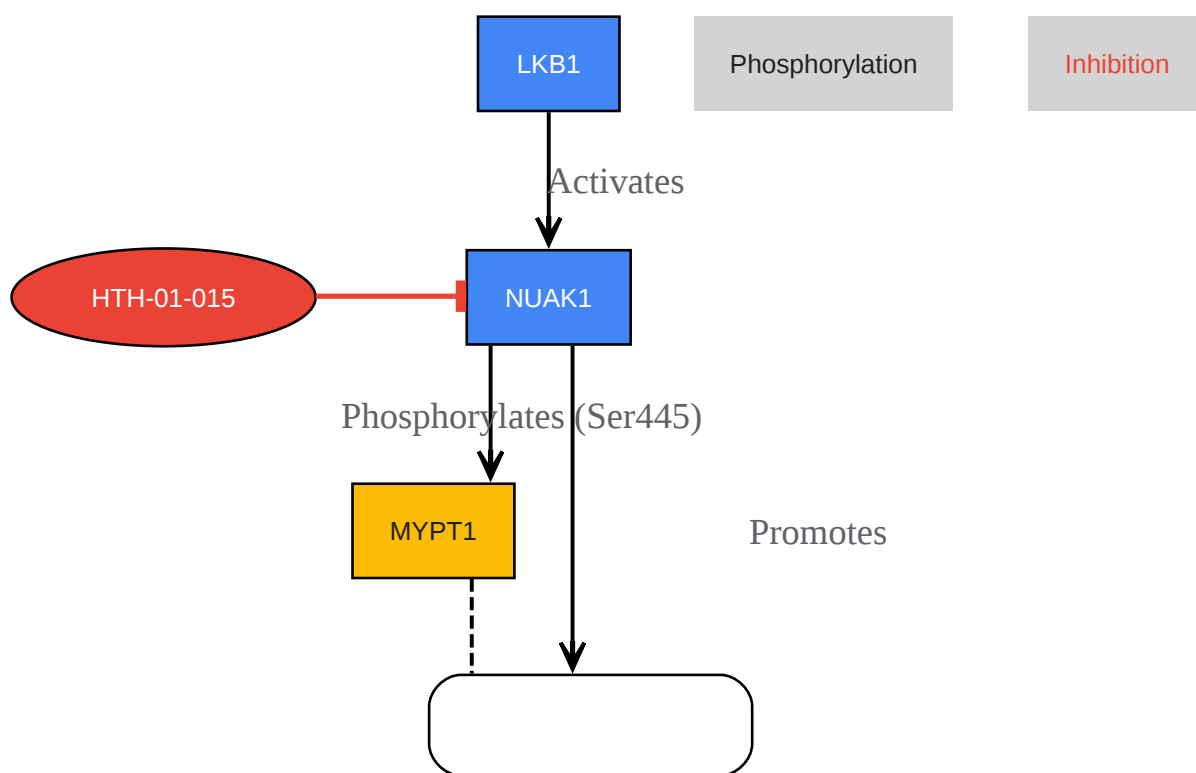 LKB1
Phosphorylation
Inhibition
Activates
HTH-01-015
NUAK1
Phosphorylates (Ser445)
MYPT1
Promotes